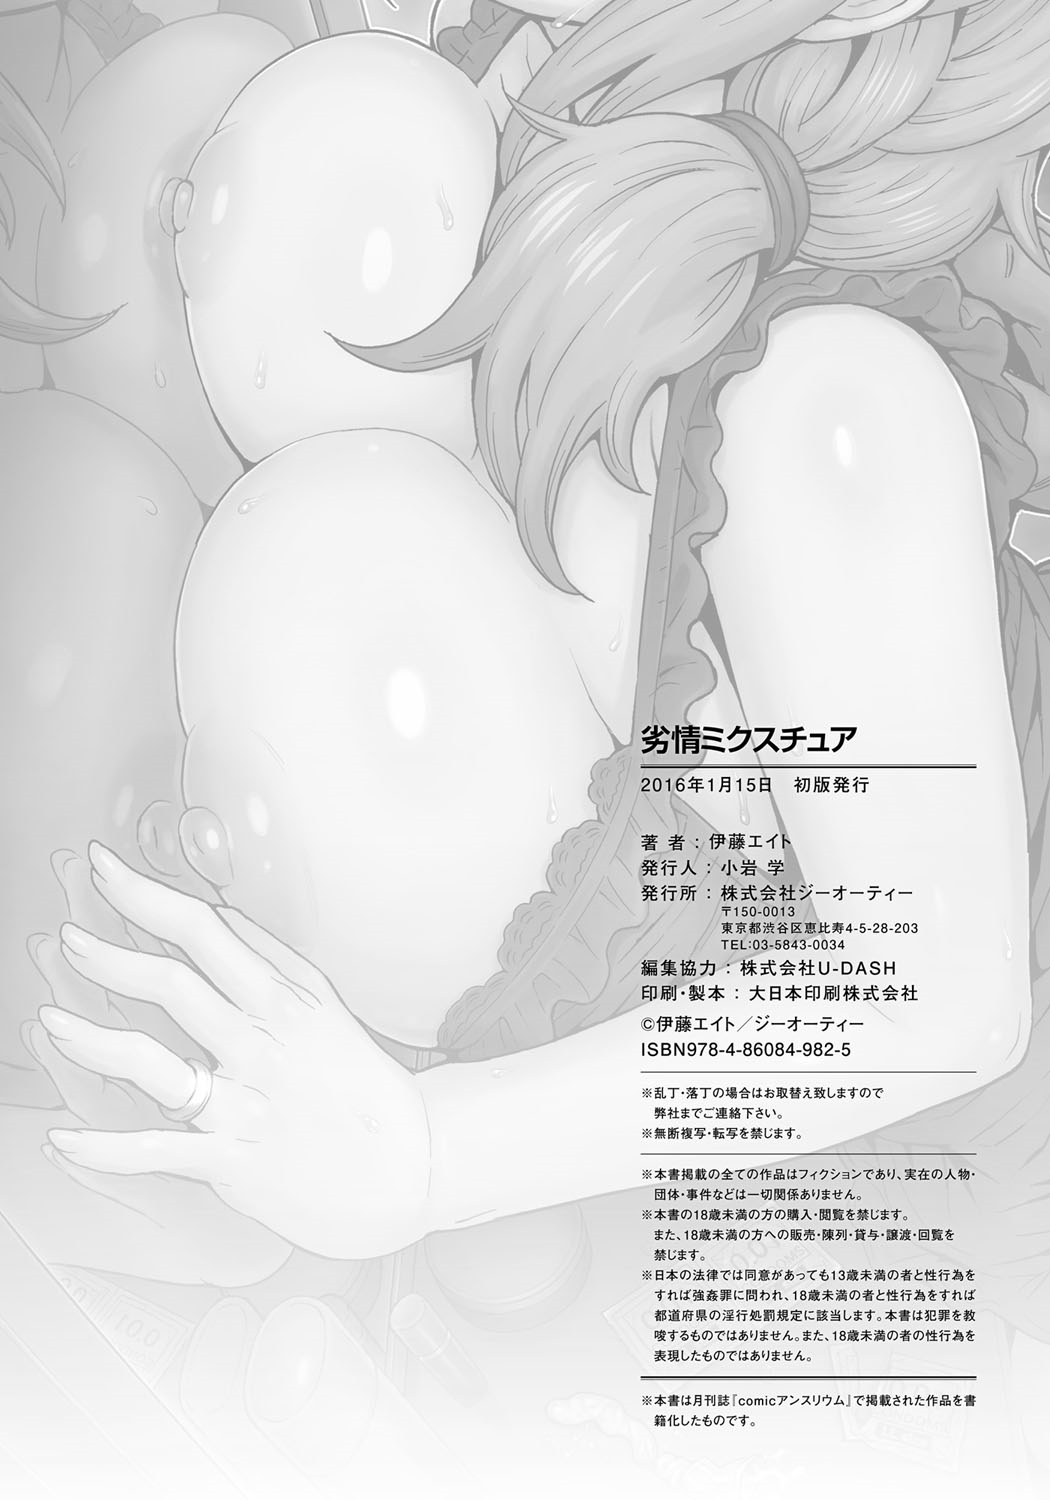 劣情ミクスチュア
2016年1月15日　初版発行
著 者 : 伊藤エイト
発行人 : 小岩 学
発行所 : 株式会社ジーオーティー
〒150-0013
東京都渋谷区恵比寿4-5-28-203
TEL:03-5843-0034
編集協力 : 株式会社U-DASH
印刷・製本 : 大日本印刷株式会社
©伊藤エイト／ジーオーティー
ISBN978-4-86084-982-5
※乱丁・落丁の場合はお取替え致しますので
弊社までご連絡下さい。
※無断複写・転写を禁じます。
※本書掲載の全ての作品はフィクションであり、実在の人物・
団体・事件などは一切関係ありません。
※本書の18歳未満の方の購入・閲覧を禁じます。
また、18歳未満の方への販売・陳列・貸与・譲渡・回覧を
禁じます。
※日本の法律では同意があっても13歳未満の者と性行為を
すれば強姦罪に問われ、18歳未満の者と性行為をすれば
都道府県の淫行処罰規定に該当します。本書は犯罪を教
唆するものではありません。また、18歳未満の者の性行為を
表現したものではありません。
※本書は月刊誌『comicアンスリウム』で掲載された作品を書
籍化したものです。